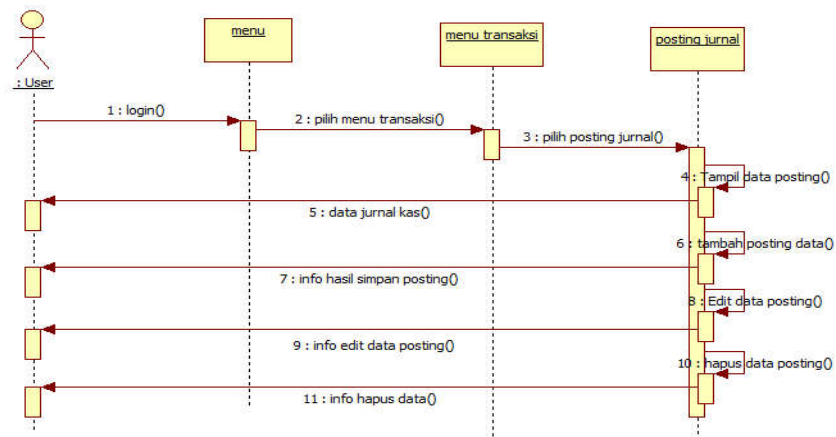 menu
menu transaksi
posting jurnal
: User
1 : login()
2 : pilih menu transaksi()
3 : pilih posting jurnal()
4 : Tampil data posting()
5 : data jurnal kas()
6 : tambah posting data()
7 : info hasil simpan posting()
8 : Edit data posting()
9 : info edit data posting()
10 : hapus data posting()
11 : info hapus data()